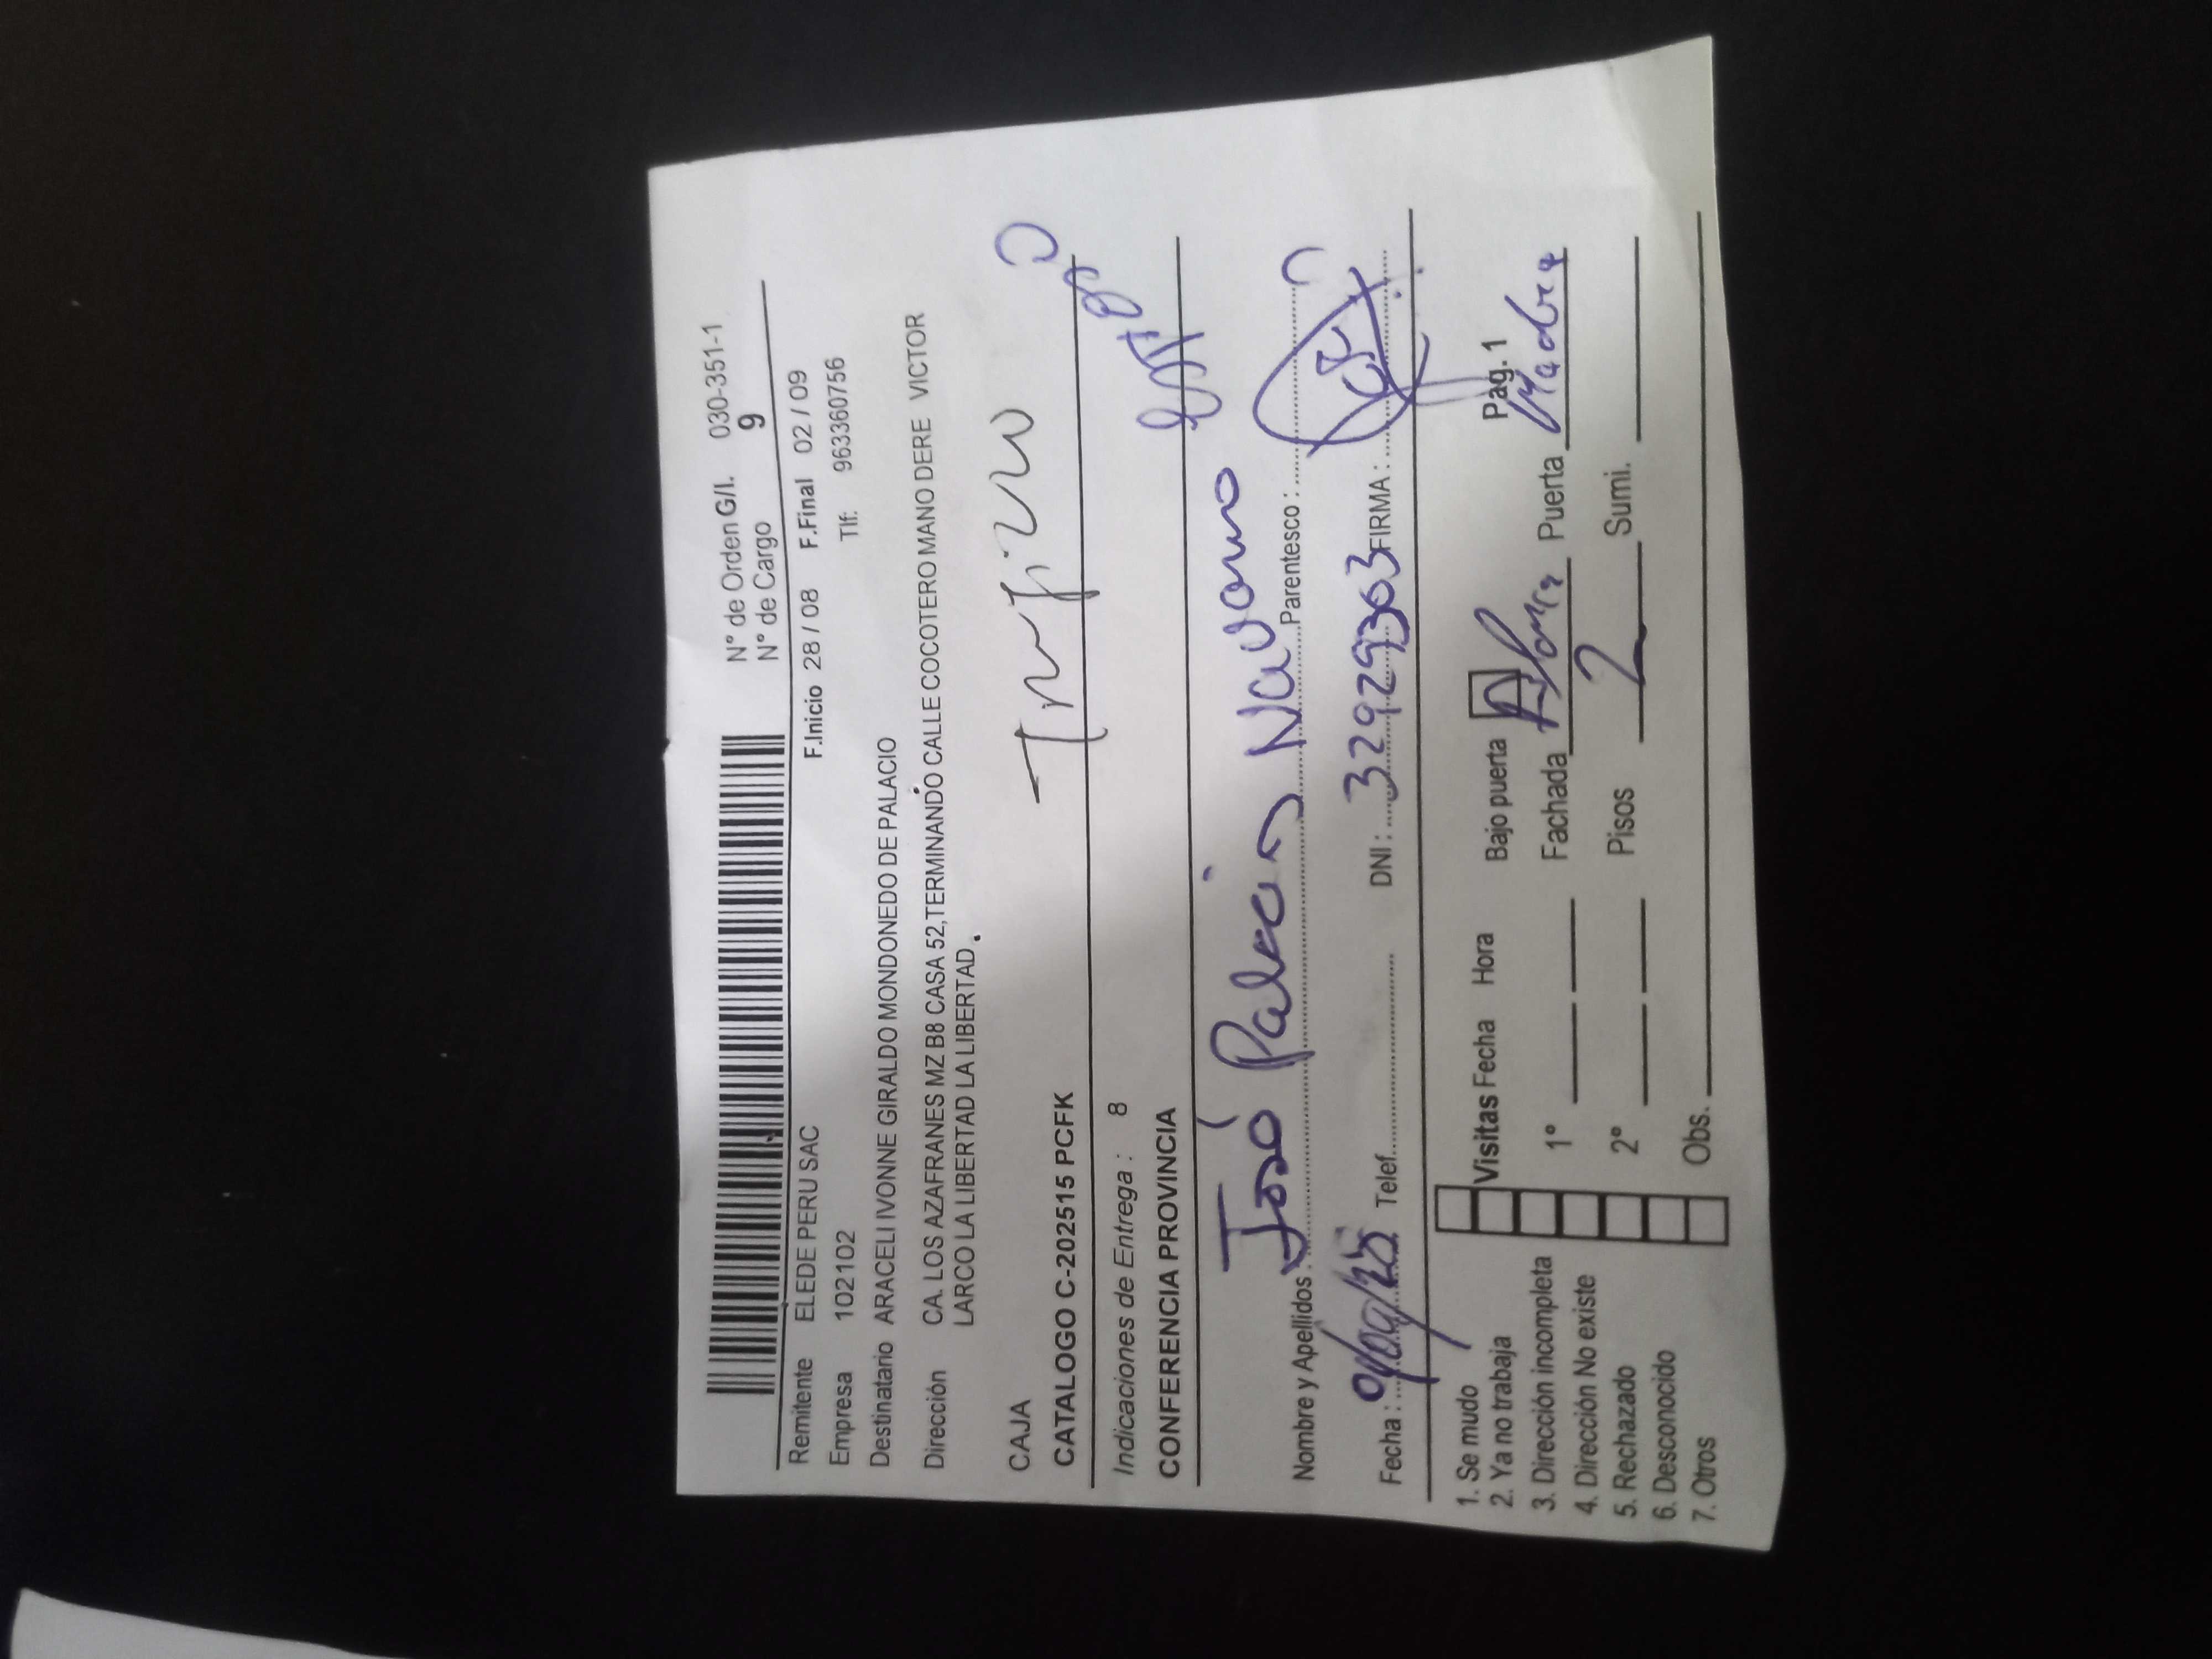 N° de Orden G/I. 030-351-1
N° de Cargo 9
F.Inicio 28 / 08 F.Final 02 / 09
Remitente ELEDE PERU SAC
Empresa 102102 Tlf: 963360756
Destinatario ARACELI IVONNE GIRALDO MONDONEDO DE PALACIO
Dirección CA. LOS AZAFRANES MZ B8 CASA 52,TERMINANDO CALLE COCOTERO MANO DERE VICTOR
LARCO LA LIBERTAD LA LIBERTAD
CAJA
CATALOGO C-202515 PCFK
Indicaciones de Entrega : 8
CONFERENCIA PROVINCIA
José Palacios Navarro
Nombre y Apellidos : Parentesco :
Fecha : Telef. DNI : 32929303 FIRMA :
Pag.1
1. Se mudo
2. Ya no trabaja
3. Dirección incompleta
4. Dirección No existe
5. Rechazado
6. Desconocido
7. Otros
Visitas Fecha Hora Bajo puerta
1° Fachada Puerta Madera
2° Pisos 2 Sumi.
Obs.